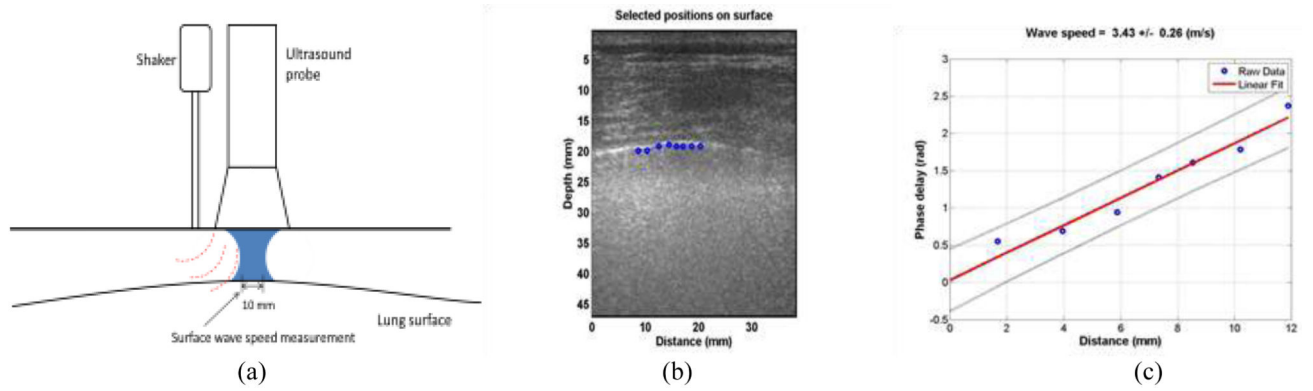 Shaker
Ultrasound
probe
10 mm
Lung surface
Surface wave speed measurement
(a)
Selected positions on surface
Depth (mm)
5
10
15
20
25
30
35
40
45
0
10
20
30
Distance (mm)
(b)
Wave speed = 3.43 +/- 0.26 (m/s)
Phase delay (rad)
3
2.5
2
1.5
1
0.5
0
-0.5
Raw Data
Linear Fit
0
2
4
6
8
10
12
Distance (mm)
(c)